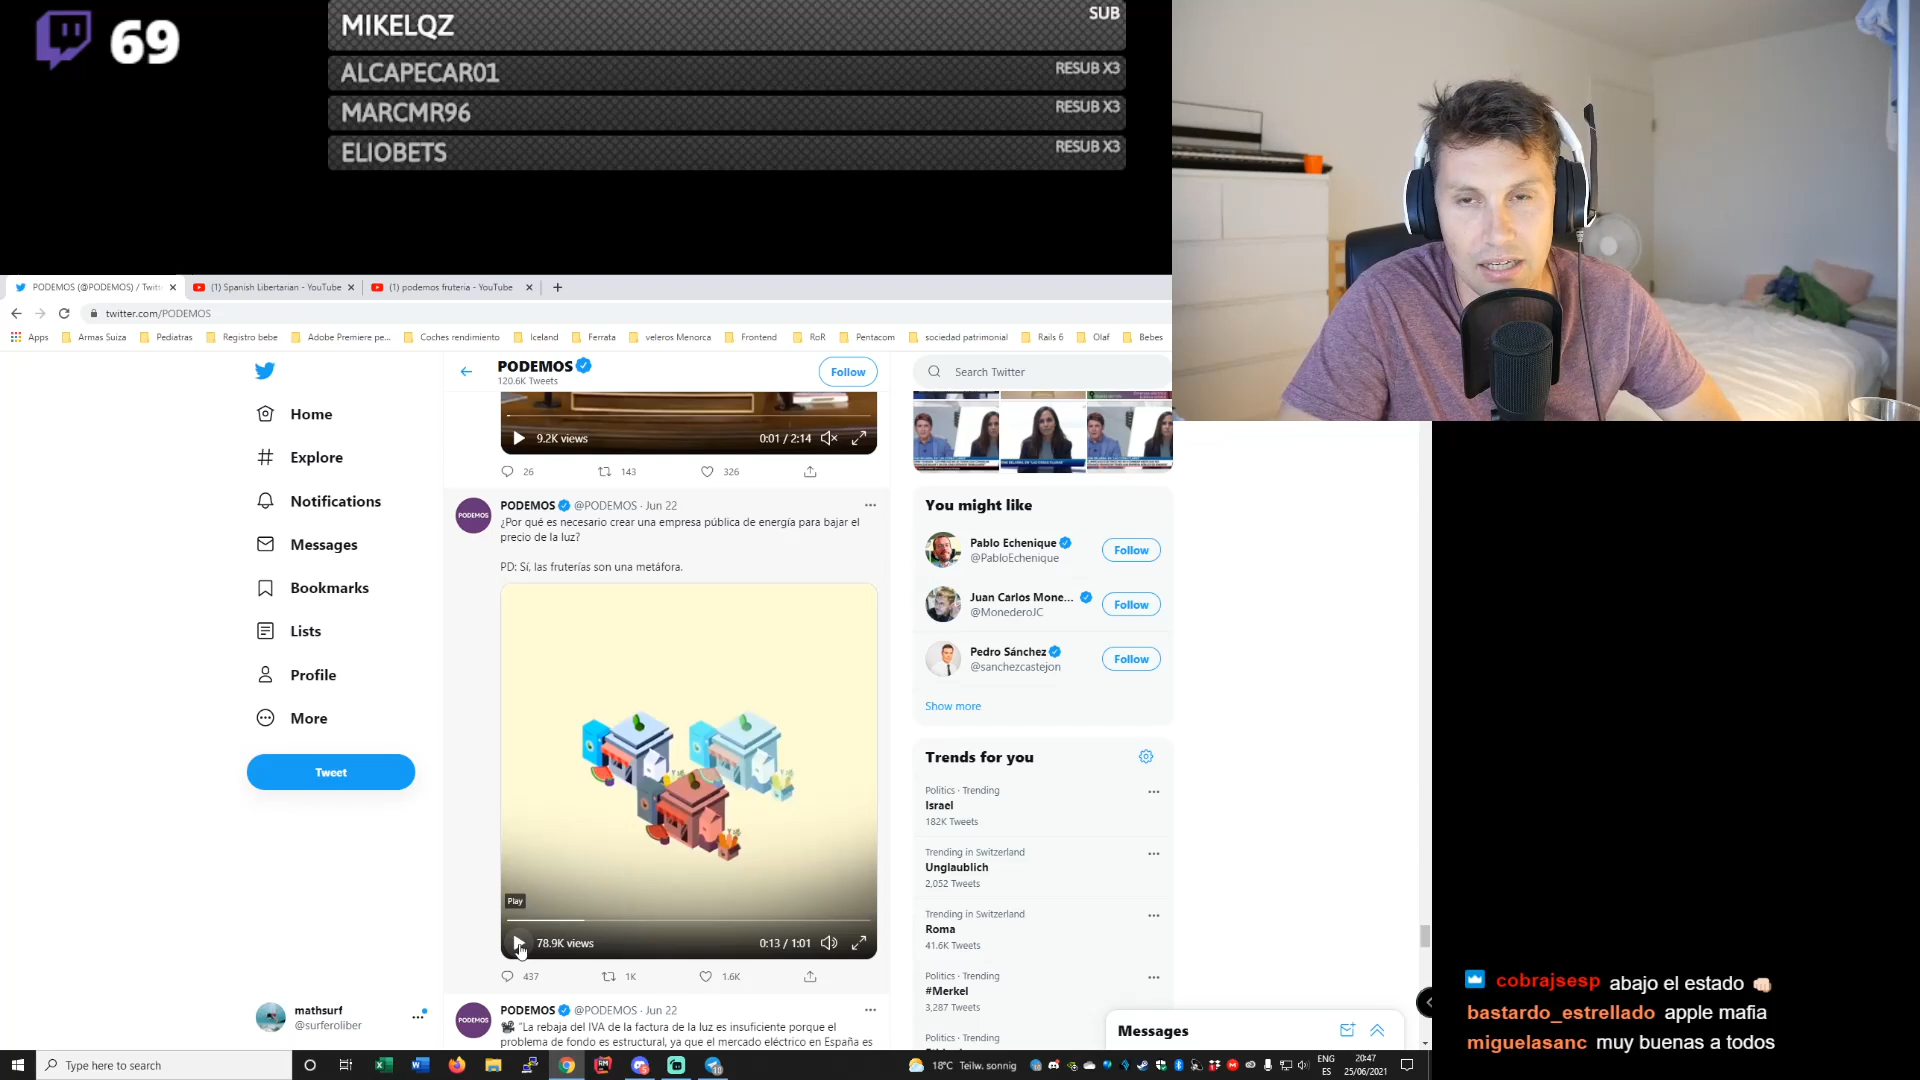 69
MIKELQZ SUB
ALCAPECAR01 RESUB X3
MARCMR96 RESUB X3
ELIOBETS RESUB X3
PODEMOS (@PODEMOS) / Twitt
(1) Spanish Libertarian - YouTube
(1) podemos fruteria - YouTube
twitter.com/PODEMOS
Apps Armas Suiza Pediatras Registro bebe Adobe Premiere pe... Coches rendimiento Iceland Ferrata veleros Menorca Frontend RoR Pentacom sociedad patrimonial Rails 6 Olaf Bebes
PODEMOS
120.6K Tweets
Follow
Search Twitter
Home
Explore
Notifications
Messages
Bookmarks
Lists
Profile
More
Tweet
mathsurf
@surferoliber
9.2K views 0:01 / 2:14
26 143 326
PODEMOS
PODEMOS @PODEMOS · Jun 22
¿Por qué es necesario crear una empresa pública de energía para bajar el
precio de la luz?
PD: Sí, las fruterías son una metáfora.
Play
78.9K views 0:13 / 1:01
437 1K 1.6K
PODEMOS
PODEMOS @PODEMOS · Jun 22
"La rebaja del IVA de la factura de la luz es insuficiente porque el
problema de fondo es estructural, ya que el mercado eléctrico en España es
You might like
Pablo Echenique
@PabloEchenique
Follow
Juan Carlos Mone...
@MonederoJC
Follow
Pedro Sánchez
@sanchezcastejon
Follow
Show more
Trends for you
Politics · Trending
Israel
182K Tweets
Trending in Switzerland
Unglaublich
2,052 Tweets
Trending in Switzerland
Roma
41.6K Tweets
Politics · Trending
#Merkel
3,287 Tweets
Politics · Trending
Messages
cobrajsesp abajo el estado
bastardo_estrellado apple mafia
miguelasanc muy buenas a todos
Type here to search
18°C Teilw. sonnig
ENG
ES
20:47
25/06/2021